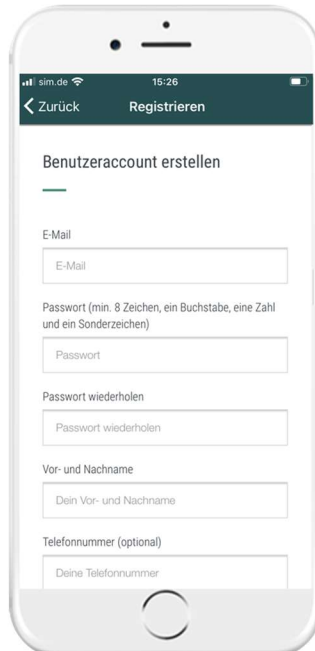 sim.de 15:26
Zurück Registrieren
Benutzeraccount erstellen
E-Mail
E-Mail
Passwort (min. 8 Zeichen, ein Buchstabe, eine Zahl
und ein Sonderzeichen)
Passwort
Passwort wiederholen
Passwort wiederholen
Vor- und Nachname
Dein Vor- und Nachname
Telefonnummer (optional)
Deine Telefonnummer